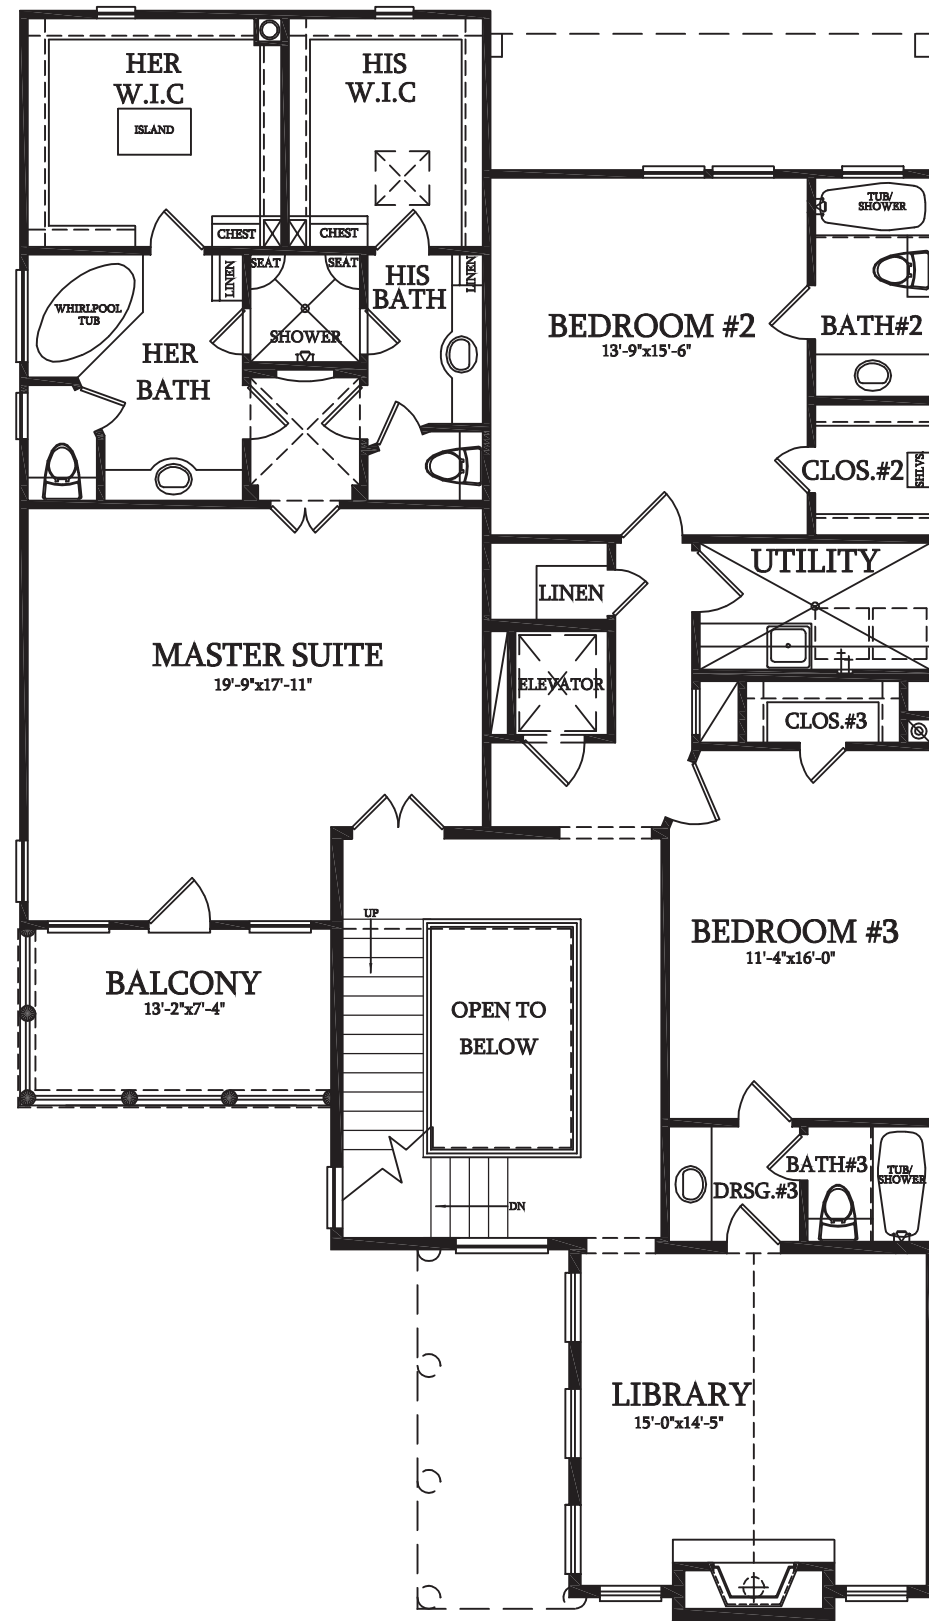 HER
W.I.C
ISLAND
HIS
W.I.C
CHEST
CHEST
TUB/
SHOWER
SEAT
SEAT
LINEN
LINEN
HIS
BATH
WHIRLPOOL
TUB
SHOWER
HER
BATH
BEDROOM #2
13'-9"x15'-6"
BATH#2
CLOS.#2
SHLVS.
UTILITY
LINEN
MASTER SUITE
19'-9"x17'-11"
ELEVATOR
CLOS.#3
UP
BEDROOM #3
11'-4"x16'-0"
BALCONY
13'-2"x7'-4"
OPEN TO
BELOW
BATH#3
TUB/
SHOWER
DRSG.#3
DN
LIBRARY
15'-0"x14'-5"